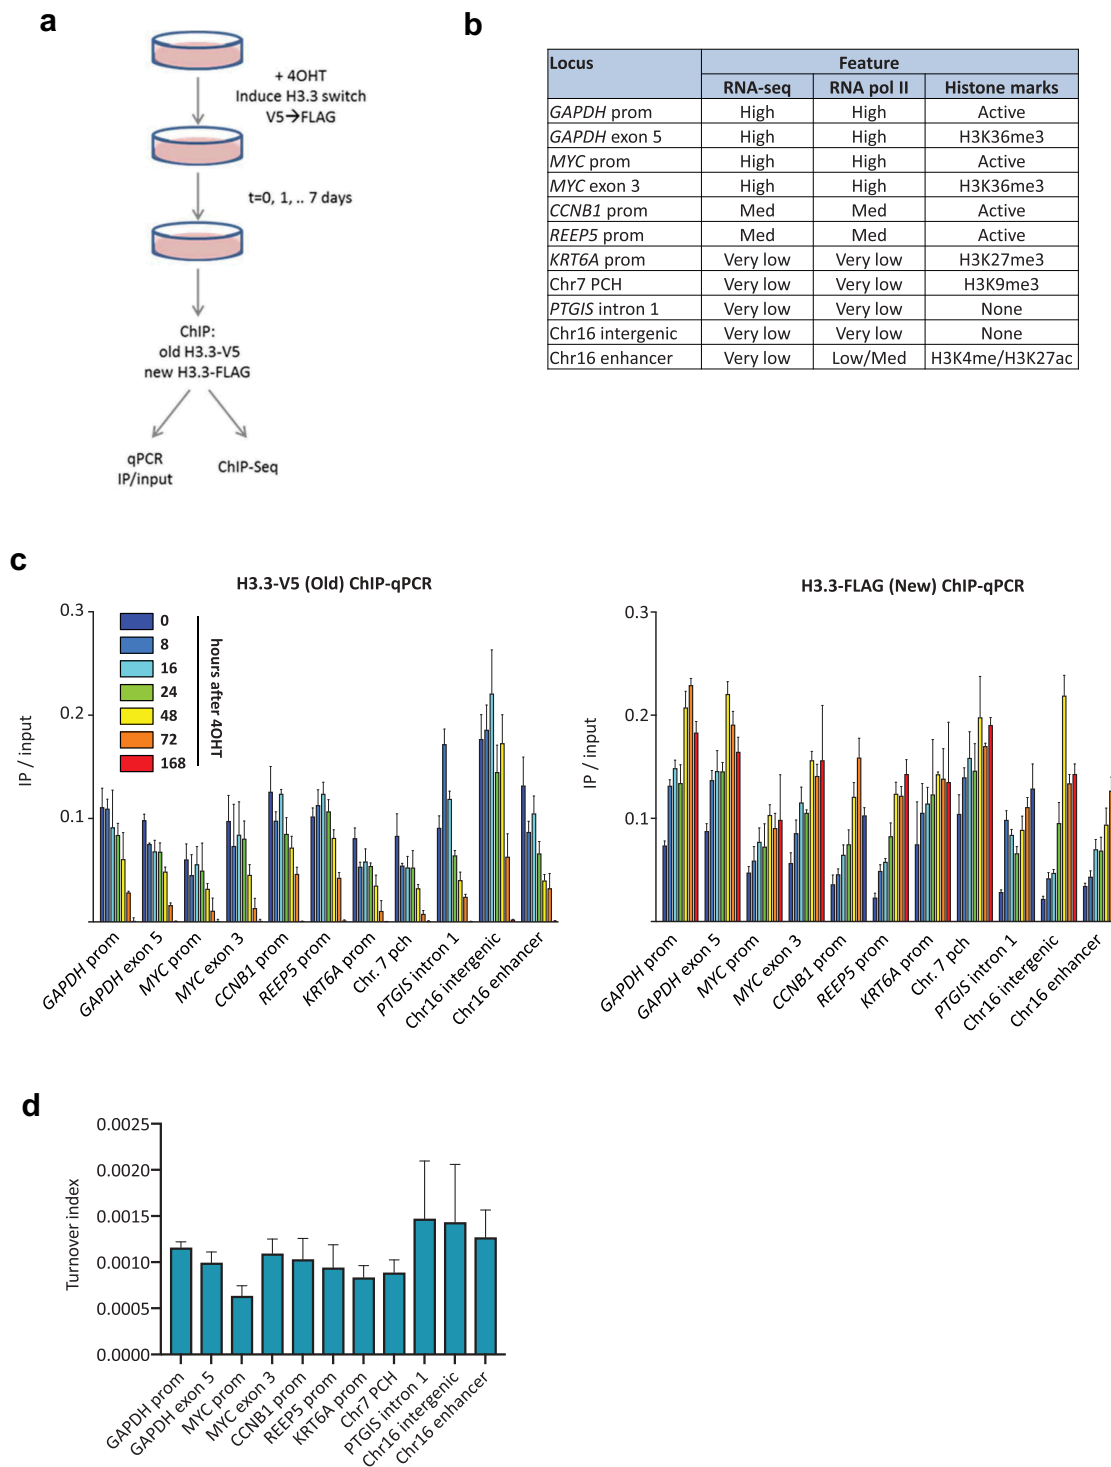 a
+ 4OHT
Induce H3.3 switch
V5→FLAG
t=0, 1, .. 7 days
ChIP:
old H3.3-V5
new H3.3-FLAG
qPCR
IP/input
ChIP-Seq
b
Locus Feature
RNA-seq RNA pol II Histone marks
GAPDH prom High High Active
GAPDH exon 5 High High H3K36me3
MYC prom High High Active
MYC exon 3 High High H3K36me3
CCNB1 prom Med Med Active
REEP5 prom Med Med Active
KRT6A prom Very low Very low H3K27me3
Chr7 PCH Very low Very low H3K9me3
PTGIS intron 1 Very low Very low None
Chr16 intergenic Very low Very low None
Chr16 enhancer Very low Low/Med H3K4me/H3K27ac
c
H3.3-V5 (Old) ChIP-qPCR
0.3
0.2
0.1
IP / input
0
8
16
24
48
72
168
hours after 4OHT
GAPDH prom
GAPDH exon 5
MYC prom
MYC exon 3
CCNB1 prom
REEP5 prom
KRT6A prom
Chr. 7 pch
PTGIS intron 1
Chr16 intergenic
Chr16 enhancer
H3.3-FLAG (New) ChIP-qPCR
0.3
0.2
0.1
IP / input
GAPDH prom
GAPDH exon 5
MYC prom
MYC exon 3
CCNB1 prom
REEP5 prom
KRT6A prom
Chr. 7 pch
PTGIS intron 1
Chr16 intergenic
Chr16 enhancer
d
0.0025
0.0020
0.0015
0.0010
0.0005
0.0000
Turnover index
GAPDH prom
GAPDH exon 5
MYC prom
MYC exon 3
CCNB1 prom
REEP5 prom
KRT6A prom
Chr7 PCH
PTGIS intron 1
Chr16 intergenic
Chr16 enhancer